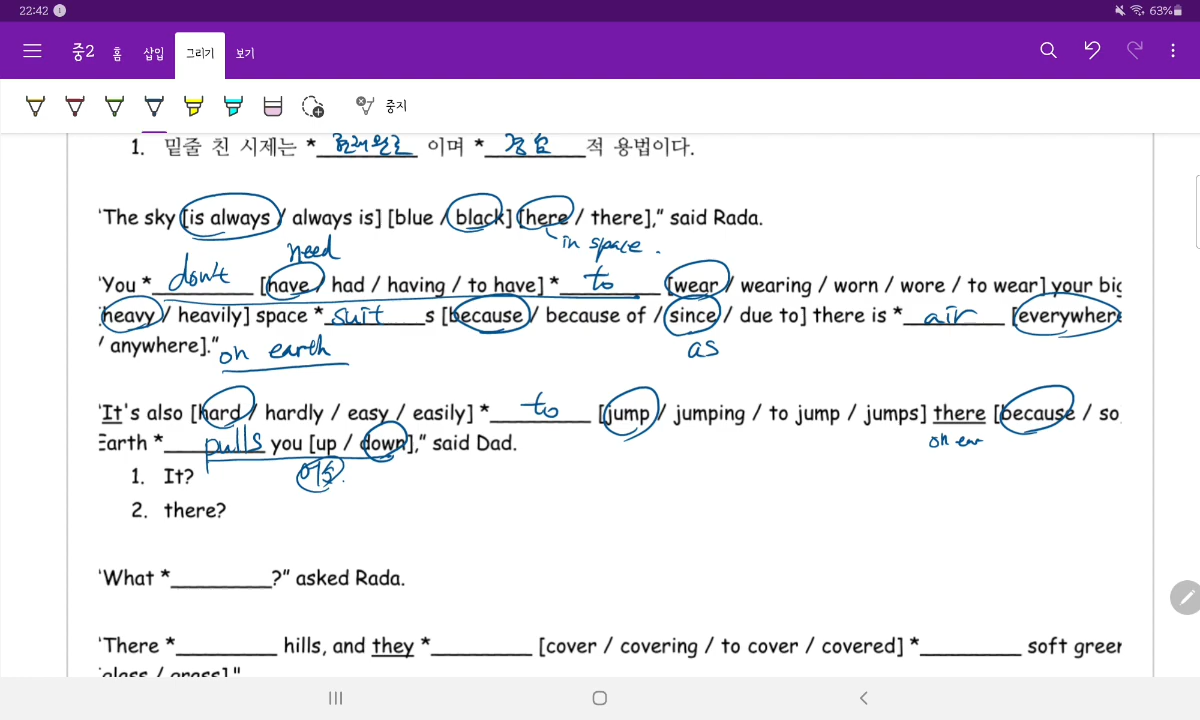 22:42 63%
중2 홈 삽입 그리기 보기
중지
1. 밑줄 친 시제는 *현재완료 이며 *경험 적 용법이다.
"The sky [is always / always is] [blue / black] [here / there]," said Rada.
need in space.
"You * don't [have / had / having / to have] * to [wear / wearing / worn / wore / to wear] your big
heavy / heavily] space * suit s [because / because of / since / due to] there is * air [everywhere
/ anywhere]." on earth as
"It's also [hard / hardly / easy / easily] * to [jump / jumping / to jump / jumps] there [because / so
Earth * pulls you [up / down]," said Dad. on ear
1. It?
2. there?
"What *________?" asked Rada.
"There *________ hills, and they *________ [cover / covering / to cover / covered] *________ soft green
glass / grass]."